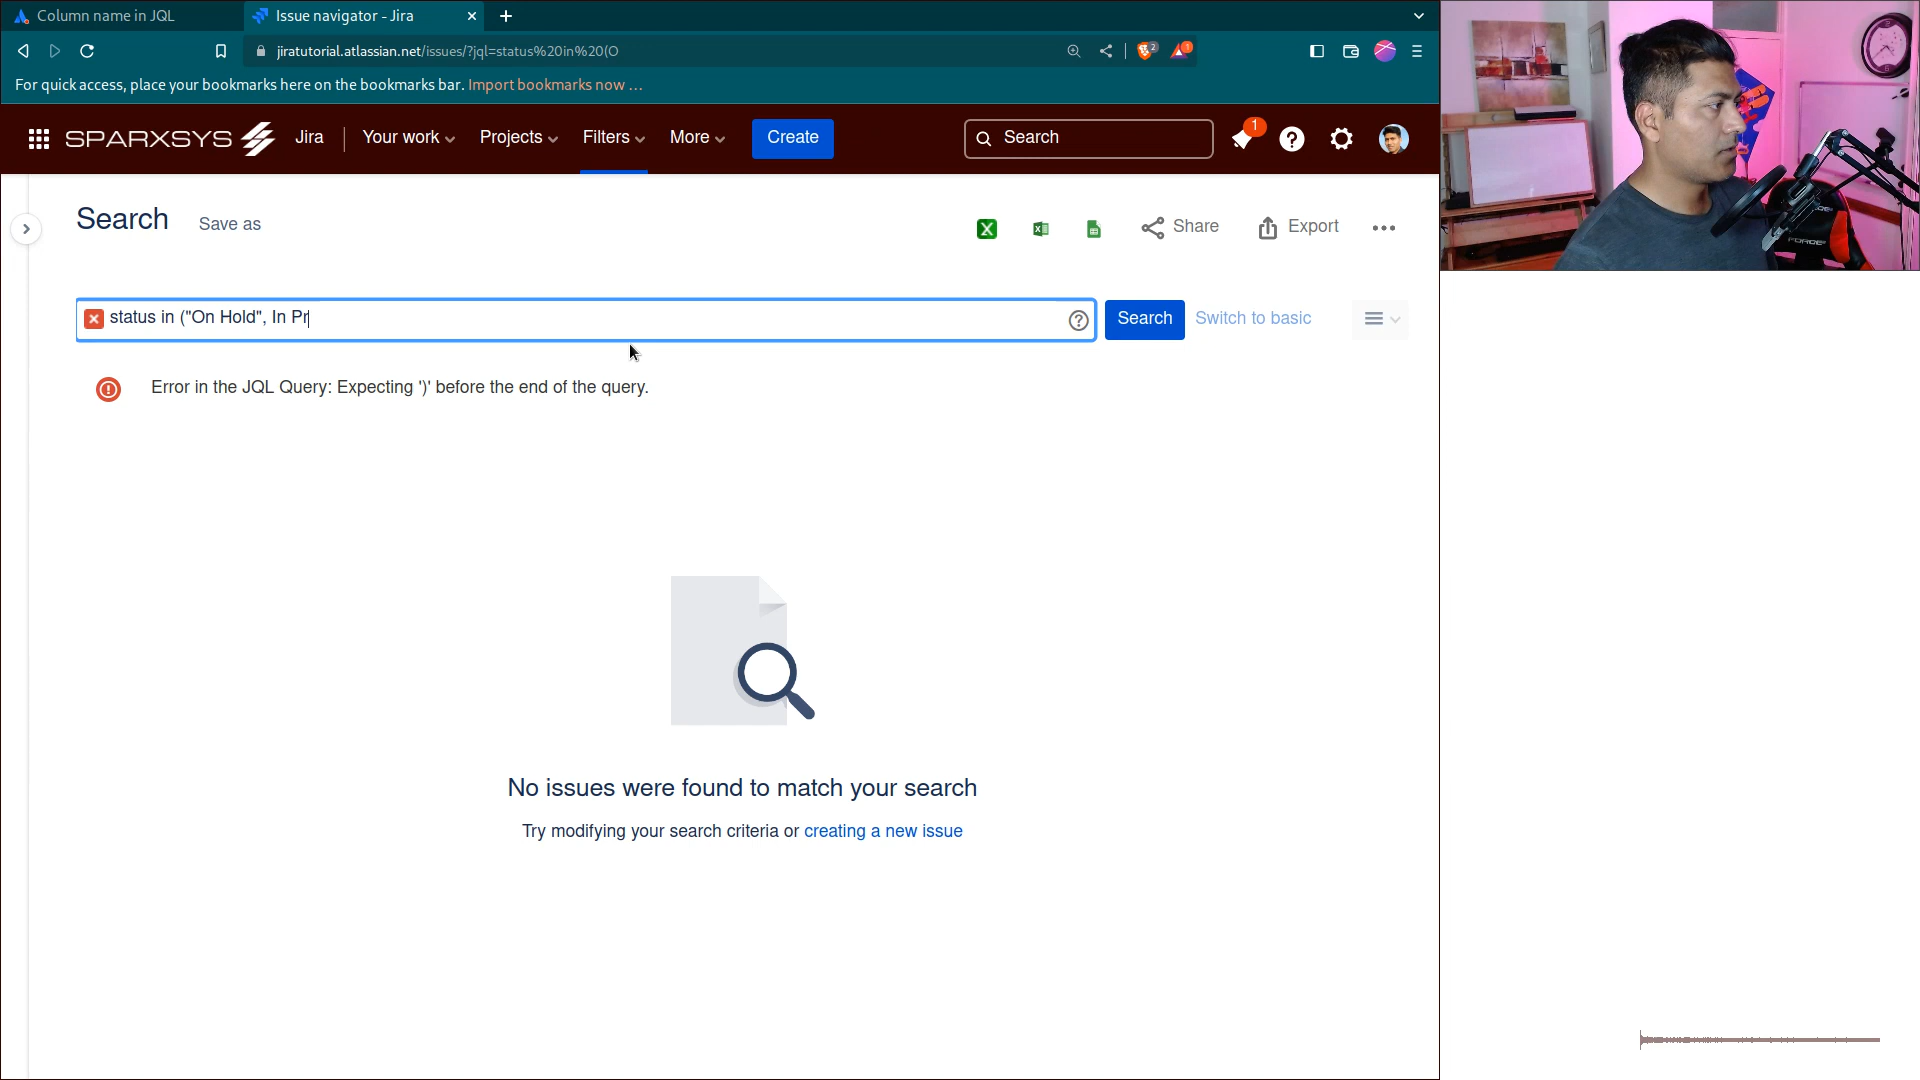 Column name in JQL
Issue navigator - Jira
jiratutorial.atlassian.net/issues/?jql=status%20in%20(O
2
1
For quick access, place your bookmarks here on the bookmarks bar. Import bookmarks now ...
SPARXSYS
Jira
Your work
Projects
Filters
More
Create
Search
1
Search
Save as
Share
Export
status in ("On Hold", In Pr
Search
Switch to basic
Error in the JQL Query: Expecting ')' before the end of the query.
No issues were found to match your search
Try modifying your search criteria or creating a new issue